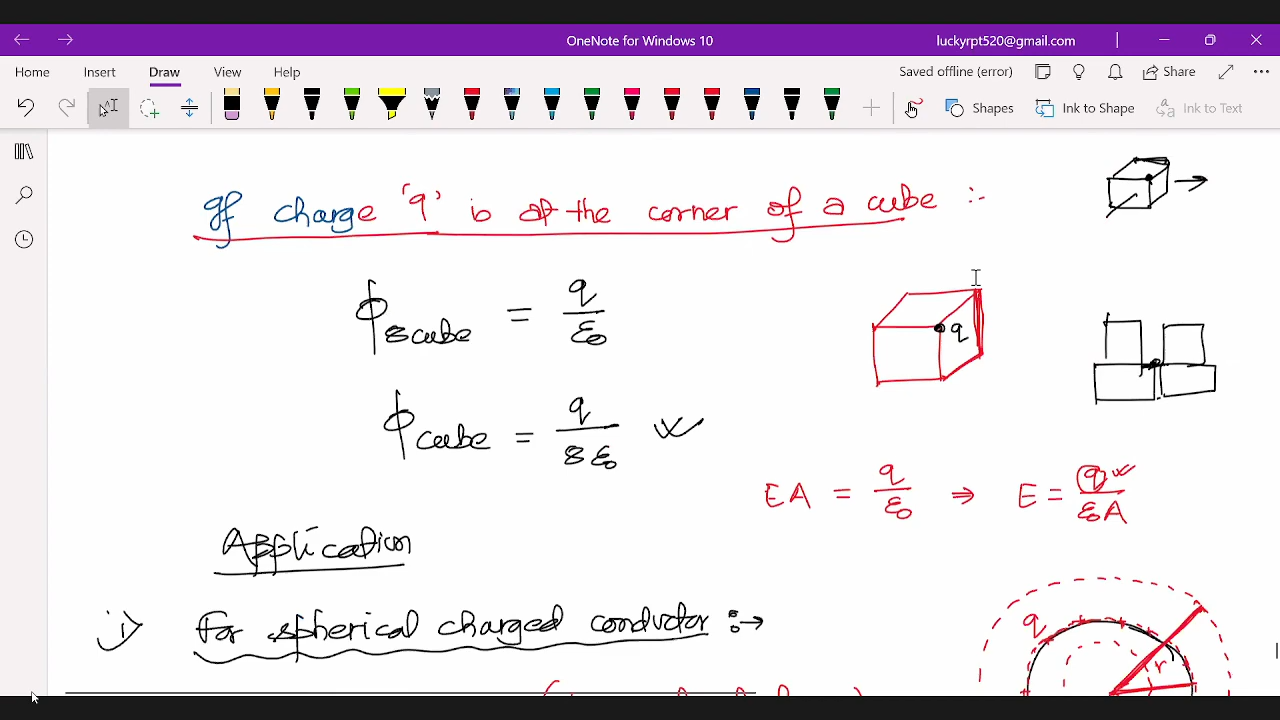 OneNote for Windows 10
luckyrpt520@gmail.com
Home Insert Draw View Help
Saved offline (error)
Share
Shapes
Ink to Shape
Ink to Text
If charge 'q' is at the corner of a cube :-
ϕ8cube = q/ε0
q
ϕcube = q/8ε0
EA = q/ε0 ⇒ E = q/ε0A
Application
i) For spherical charged conductor :→
q
r